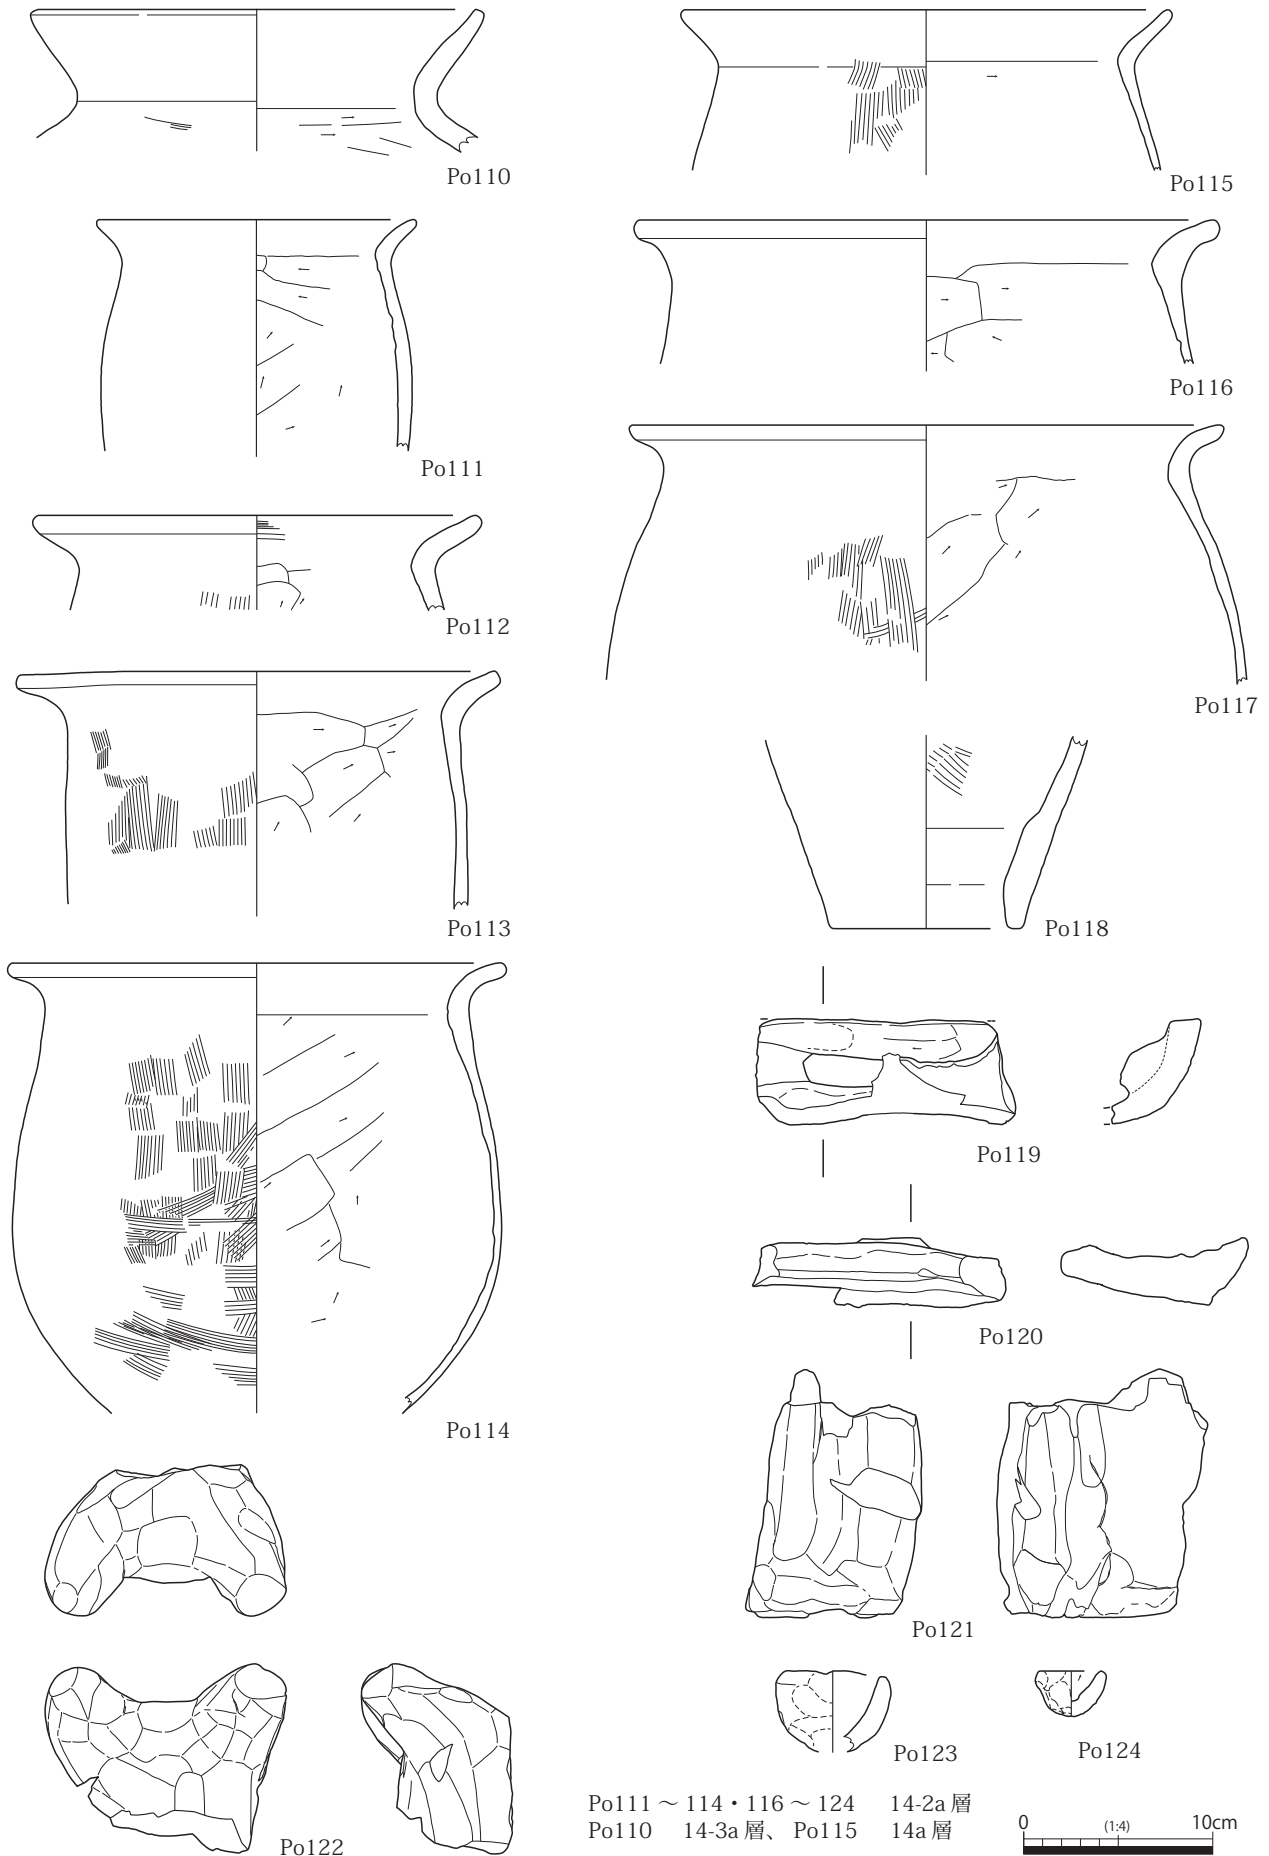 Po110
Po115
Po111
Po116
Po112
Po117
Po113
Po118
Po114
Po119
Po120
Po121
Po122
Po123
Po124
Po111 ～ 114・116 ～ 124 14-2a 層
Po110 14-3a 層、 Po115 14a 層
0 (1:4) 10cm